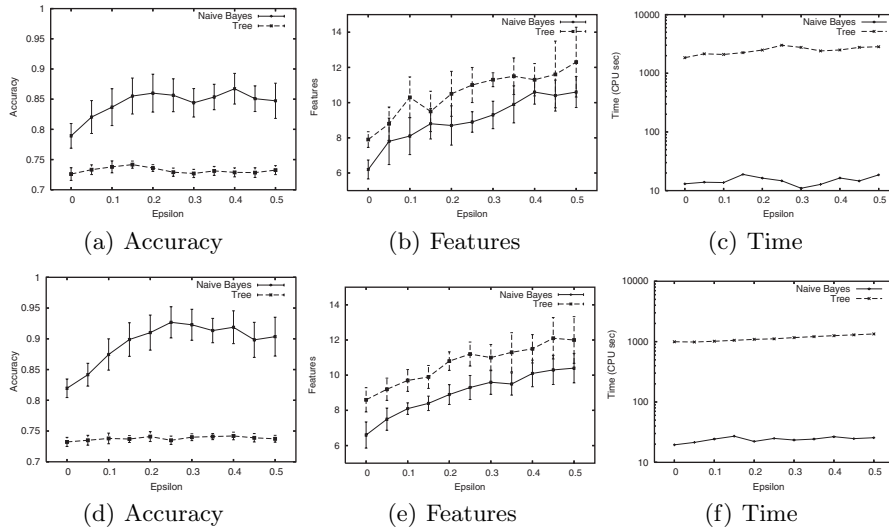 1
0.95
0.9
0.85
0.8
0.75
0.7
Accuracy
Naive Bayes
Tree
0 0.1 0.2 0.3 0.4 0.5
Epsilon
(a) Accuracy
14
12
10
8
6
Features
Naive Bayes
Tree
0 0.1 0.2 0.3 0.4 0.5
Epsilon
(b) Features
10000
1000
100
10
Time (CPU sec)
Naive Bayes
Tree
0 0.1 0.2 0.3 0.4 0.5
Epsilon
(c) Time
1
0.95
0.9
0.85
0.8
0.75
0.7
Accuracy
Naive Bayes
Tree
0 0.1 0.2 0.3 0.4 0.5
Epsilon
(d) Accuracy
14
12
10
8
6
Features
Naive Bayes
Tree
0 0.1 0.2 0.3 0.4 0.5
Epsilon
(e) Features
10000
1000
100
10
Time (CPU sec)
Naive Bayes
Tree
0 0.1 0.2 0.3 0.4 0.5
Epsilon
(f) Time